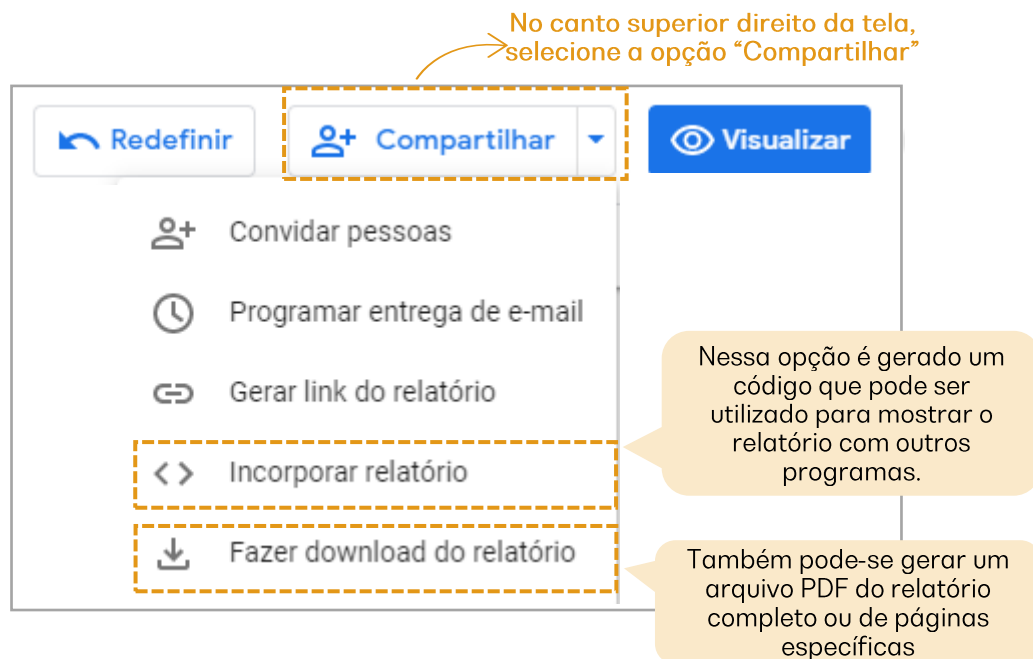 No canto superior direito da tela,
selecione a opção “Compartilhar”
Redefinir
Compartilhar
Visualizar
Convidar pessoas
Programar entrega de e-mail
Gerar link do relatório
Incorporar relatório
Fazer download do relatório
Nessa opção é gerado um
código que pode ser
utilizado para mostrar o
relatório com outros
programas.
Também pode-se gerar um
arquivo PDF do relatório
completo ou de páginas
específicas